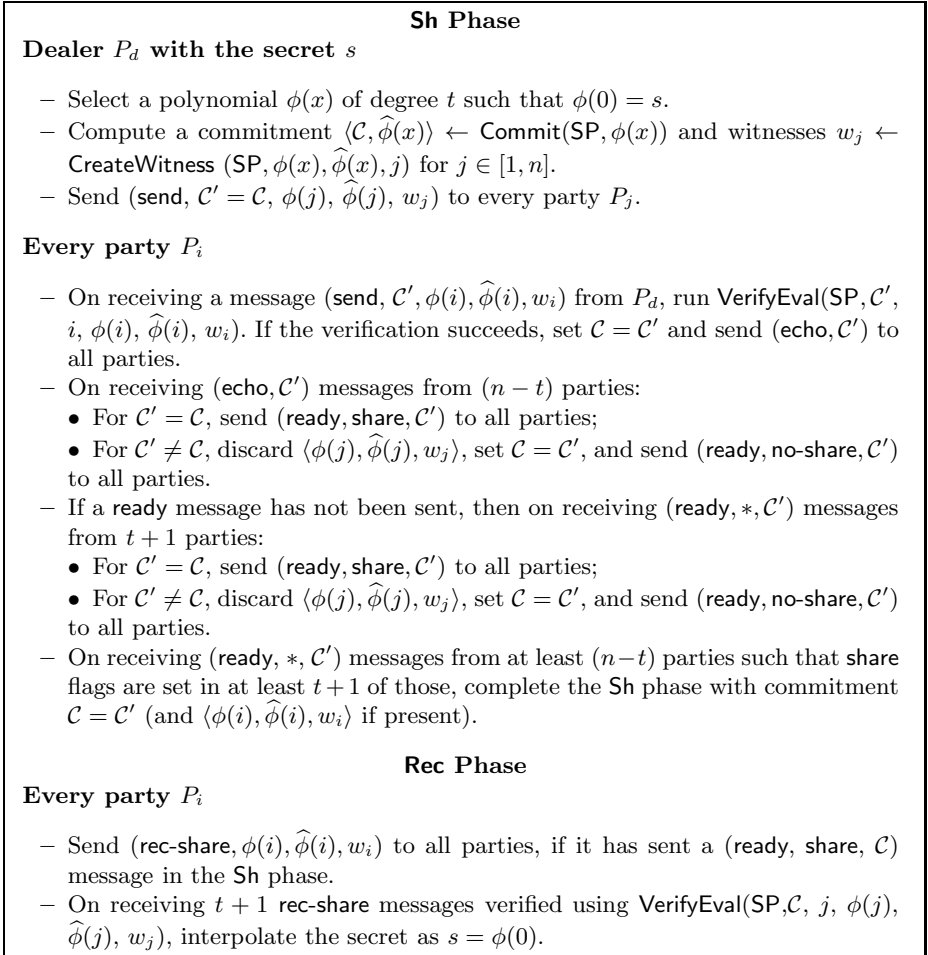 Sh Phase
Dealer P_d with the secret s
– Select a polynomial ϕ(x) of degree t such that ϕ(0) = s.
– Compute a commitment ⟨𝒞, ϕ̂(x)⟩ ← Commit(SP, ϕ(x)) and witnesses w_j ←
CreateWitness (SP, ϕ(x), ϕ̂(x), j) for j ∈ [1, n].
– Send (send, 𝒞′ = 𝒞, ϕ(j), ϕ̂(j), w_j) to every party P_j.
Every party P_i
– On receiving a message (send, 𝒞′, ϕ(i), ϕ̂(i), w_i) from P_d, run VerifyEval(SP, 𝒞′,
i, ϕ(i), ϕ̂(i), w_i). If the verification succeeds, set 𝒞 = 𝒞′ and send (echo, 𝒞′) to
all parties.
– On receiving (echo, 𝒞′) messages from (n − t) parties:
• For 𝒞′ = 𝒞, send (ready, share, 𝒞′) to all parties;
• For 𝒞′ ≠ 𝒞, discard ⟨ϕ(j), ϕ̂(j), w_j⟩, set 𝒞 = 𝒞′, and send (ready, no-share, 𝒞′)
to all parties.
– If a ready message has not been sent, then on receiving (ready, ∗, 𝒞′) messages
from t + 1 parties:
• For 𝒞′ = 𝒞, send (ready, share, 𝒞′) to all parties;
• For 𝒞′ ≠ 𝒞, discard ⟨ϕ(j), ϕ̂(j), w_j⟩, set 𝒞 = 𝒞′, and send (ready, no-share, 𝒞′)
to all parties.
– On receiving (ready, ∗, 𝒞′) messages from at least (n−t) parties such that share
flags are set in at least t + 1 of those, complete the Sh phase with commitment
𝒞 = 𝒞′ (and ⟨ϕ(i), ϕ̂(i), w_i⟩ if present).
Rec Phase
Every party P_i
– Send (rec-share, ϕ(i), ϕ̂(i), w_i) to all parties, if it has sent a (ready, share, 𝒞)
message in the Sh phase.
– On receiving t + 1 rec-share messages verified using VerifyEval(SP,𝒞, j, ϕ(j),
ϕ̂(j), w_j), interpolate the secret as s = ϕ(0).